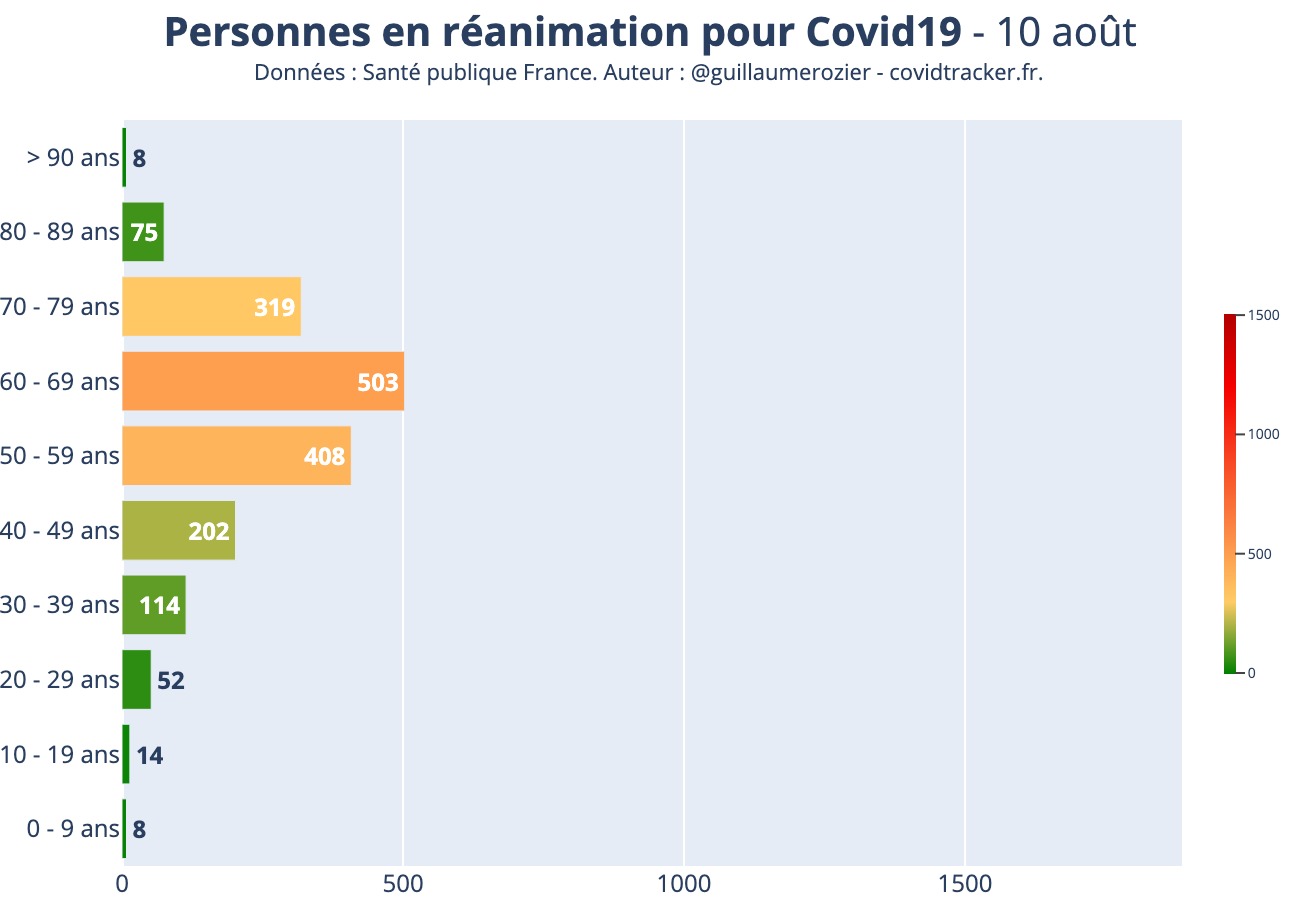 Personnes en réanimation pour Covid19 - 10 août
Données : Santé publique France. Auteur : @guillaumerozier - covidtracker.fr.
> 90 ans 8
80 - 89 ans 75
70 - 79 ans 319
60 - 69 ans 503
50 - 59 ans 408
40 - 49 ans 202
30 - 39 ans 114
20 - 29 ans 52
10 - 19 ans 14
0 - 9 ans 8
0 500 1000 1500
1500
1000
500
0